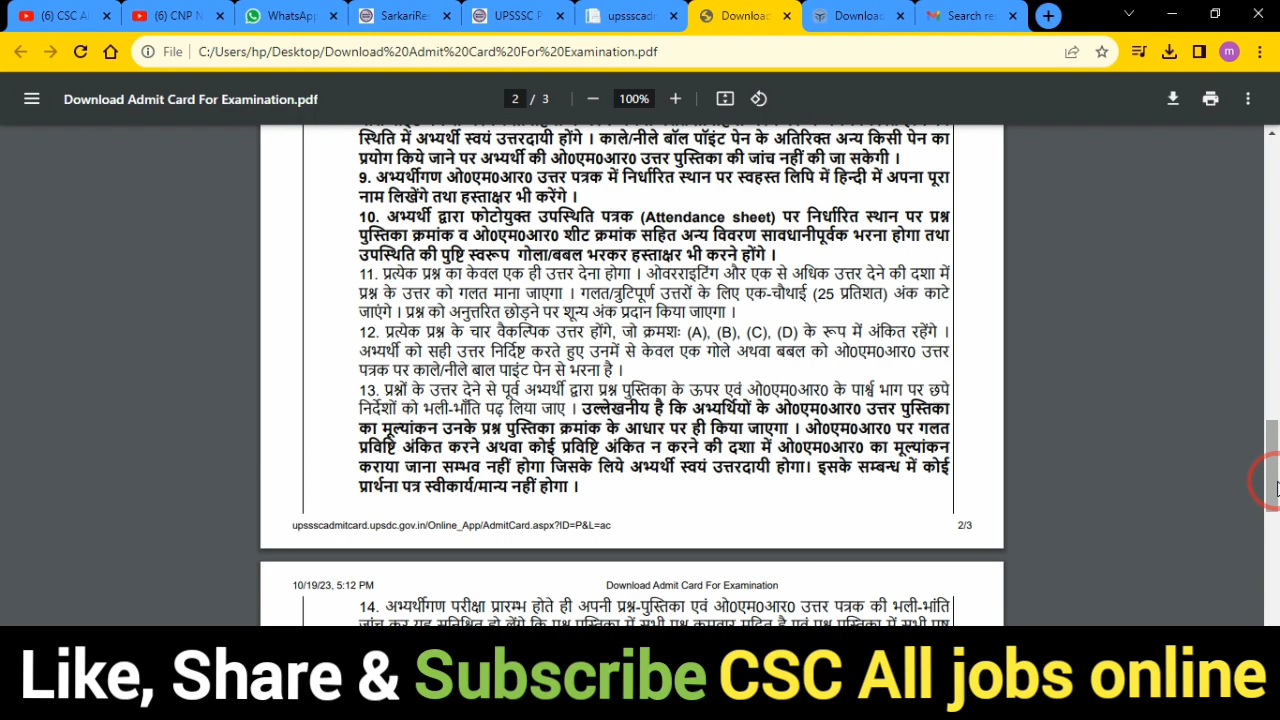 (6) CSC Al
(6) CNP N
WhatsApp
SarkariRes
UPSSSC P
upssscadm
Download
Download
Search res
File C:/Users/hp/Desktop/Download%20Admit%20Card%20For%20Examination.pdf
m
Download Admit Card For Examination.pdf
2 / 3
100%
स्थिति में अभ्यर्थी स्वयं उत्तरदायी होंगे । काले/नीले बॉल पॉइंट पेन के अतिरिक्त अन्य किसी पेन का
प्रयोग किये जाने पर अभ्यर्थी की ओ0एम0आर0 उत्तर पुस्तिका की जांच नहीं की जा सकेगी ।
9. अभ्यर्थीगण ओ0एम0आर0 उत्तर पत्रक में निर्धारित स्थान पर स्वहस्त लिपि में हिन्दी में अपना पूरा
नाम लिखेंगे तथा हस्ताक्षर भी करेंगे ।
10. अभ्यर्थी द्वारा फोटोयुक्त उपस्थिति पत्रक (Attendance sheet) पर निर्धारित स्थान पर प्रश्न
पुस्तिका क्रमांक व ओ0एम0आर0 शीट क्रमांक सहित अन्य विवरण सावधानीपूर्वक भरना होगा तथा
उपस्थिति की पुष्टि स्वरूप गोला/बबल भरकर हस्ताक्षर भी करने होंगे ।
11. प्रत्येक प्रश्न का केवल एक ही उत्तर देना होगा । ओवरराइटिंग और एक से अधिक उत्तर देने की दशा में
प्रश्न के उत्तर को गलत माना जाएगा । गलत/त्रुटिपूर्ण उत्तरों के लिए एक-चौथाई (25 प्रतिशत) अंक काटे
जाएंगे । प्रश्न को अनुत्तरित छोड़ने पर शून्य अंक प्रदान किया जाएगा ।
12. प्रत्येक प्रश्न के चार वैकल्पिक उत्तर होंगे, जो क्रमशः (A), (B), (C), (D) के रूप में अंकित रहेंगे ।
अभ्यर्थी को सही उत्तर निर्दिष्ट करते हुए उनमें से केवल एक गोले अथवा बबल को ओ0एम0आर0 उत्तर
पत्रक पर काले/नीले बाल पाइंट पेन से भरना है ।
13. प्रश्नों के उत्तर देने से पूर्व अभ्यर्थी द्वारा प्रश्न पुस्तिका के ऊपर एवं ओ0एम0आर0 के पार्श्व भाग पर छपे
निर्देशों को भली-भाँति पढ़ लिया जाए । उल्लेखनीय है कि अभ्यर्थियों के ओ0एम0आर0 उत्तर पुस्तिका
का मूल्यांकन उनके प्रश्न पुस्तिका क्रमांक के आधार पर ही किया जाएगा । ओ0एम0आर0 पर गलत
प्रविष्टि अंकित करने अथवा कोई प्रविष्टि अंकित न करने की दशा में ओ0एम0आर0 का मूल्यांकन
कराया जाना सम्भव नहीं होगा जिसके लिये अभ्यर्थी स्वयं उत्तरदायी होगा। इसके सम्बन्ध में कोई
प्रार्थना पत्र स्वीकार्य/मान्य नहीं होगा ।
upssscadmitcard.upsdc.gov.in/Online_App/AdmitCard.aspx?ID=P&L=ac 2/3
10/19/23, 5:12 PM Download Admit Card For Examination
14. अभ्यर्थीगण परीक्षा प्रारम्भ होते ही अपनी प्रश्न-पुस्तिका एवं ओ0एम0आर0 उत्तर पत्रक की भली-भांति
Like, Share & Subscribe CSC All jobs online